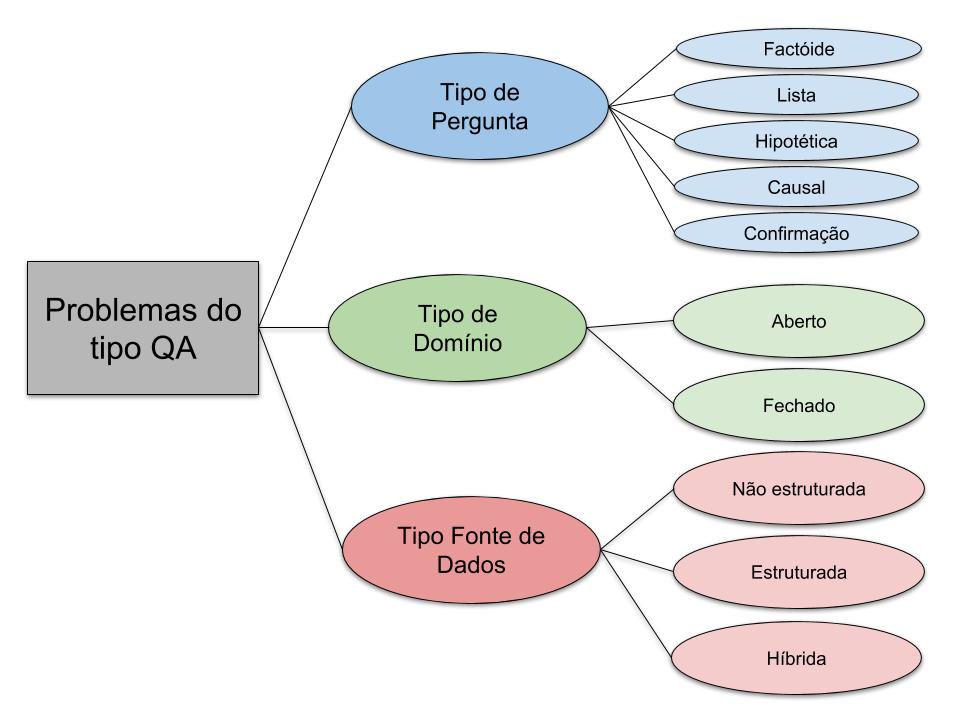 Problemas do
tipo QA
Tipo de
Pergunta
Factóide
Lista
Hipotética
Causal
Confirmação
Tipo de
Domínio
Aberto
Fechado
Tipo Fonte de
Dados
Não estruturada
Estruturada
Híbrida